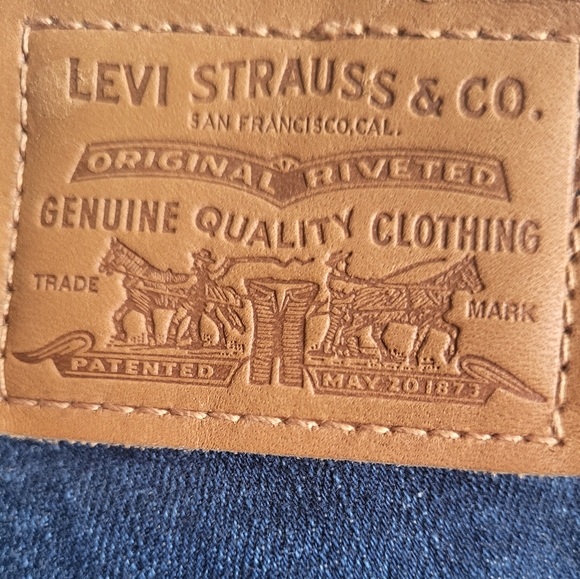 LEVI STRAUSS & CO.
SAN FRANCISCO, CAL.
ORIGINAL RIVETED
GENUINE QUALITY CLOTHING
TRADE MARK
PATENTED MAY 20 1873